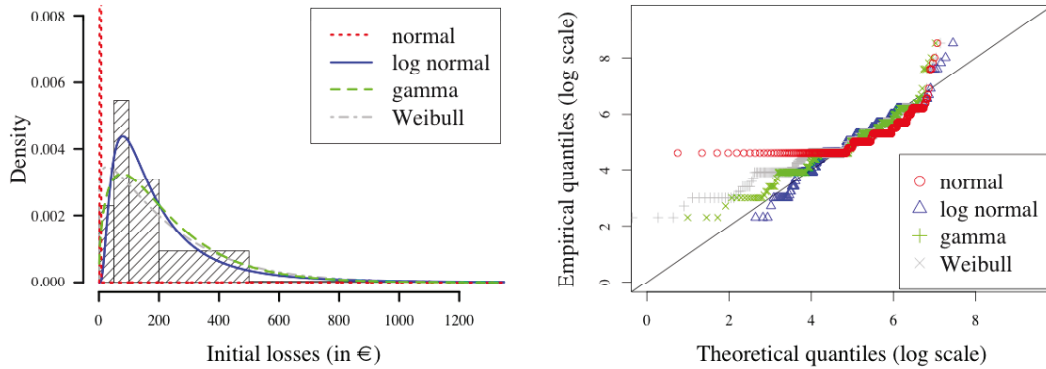 0.008
0.006
0.004
0.002
0.000
Density
normal
log normal
gamma
Weibull
0 200 400 600 800 1000 1200
Initial losses (in €)
Empirical quantiles (log scale)
8
6
4
2
0
normal
log normal
gamma
Weibull
0 2 4 6 8
Theoretical quantiles (log scale)